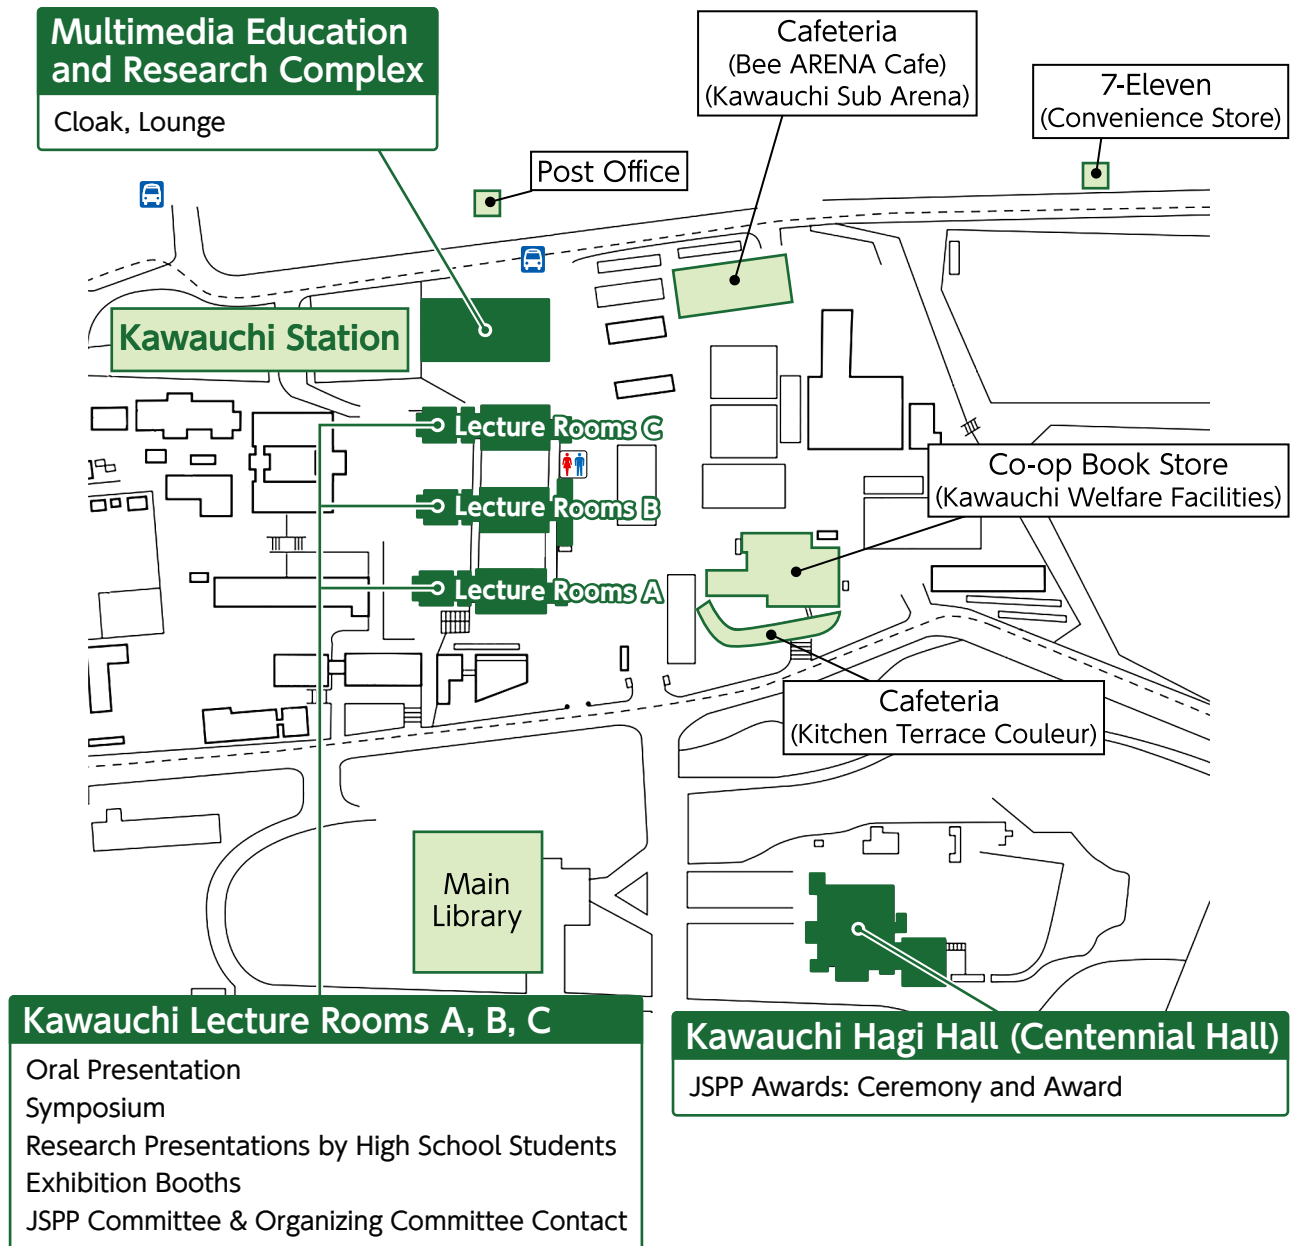 Multimedia Education
and Research Complex
Cloak, Lounge
Cafeteria
(Bee ARENA Cafe)
(Kawauchi Sub Arena)
7-Eleven
(Convenience Store)
Post Office
Kawauchi Station
Lecture Rooms C
Lecture Rooms B
Lecture Rooms A
Co-op Book Store
(Kawauchi Welfare Facilities)
Cafeteria
(Kitchen Terrace Couleur)
Main
Library
Kawauchi Lecture Rooms A, B, C
Oral Presentation
Symposium
Research Presentations by High School Students
Exhibition Booths
JSPP Committee & Organizing Committee Contact
Kawauchi Hagi Hall (Centennial Hall)
JSPP Awards: Ceremony and Award